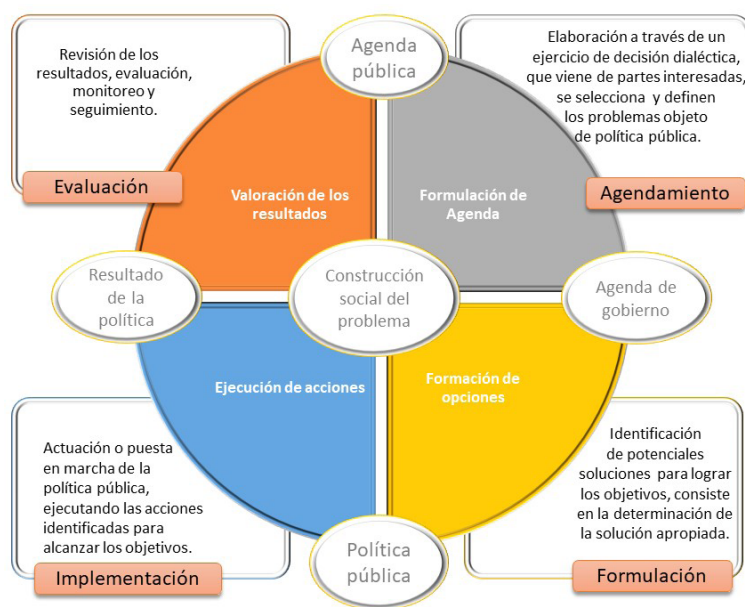 Agenda
pública
Revisión de los
resultados, evaluación,
monitoreo y
seguimiento.
Evaluación
Elaboración a través de un
ejercicio de decisión dialéctica,
que viene de partes interesadas,
se selecciona y definen
los problemas objeto
de política pública.
Agendamiento
Valoración de los
resultados
Formulación de
Agenda
Resultado
de la
política
Construcción
social del
problema
Agenda de
gobierno
Ejecución de acciones
Formación de
opciones
Actuación o puesta
en marcha de la
política pública,
ejecutando las acciones
identificadas para
alcanzar los objetivos.
Implementación
Identificación
de potenciales
soluciones para lograr
los objetivos, consiste
en la determinación de
la solución apropiada.
Formulación
Política
pública